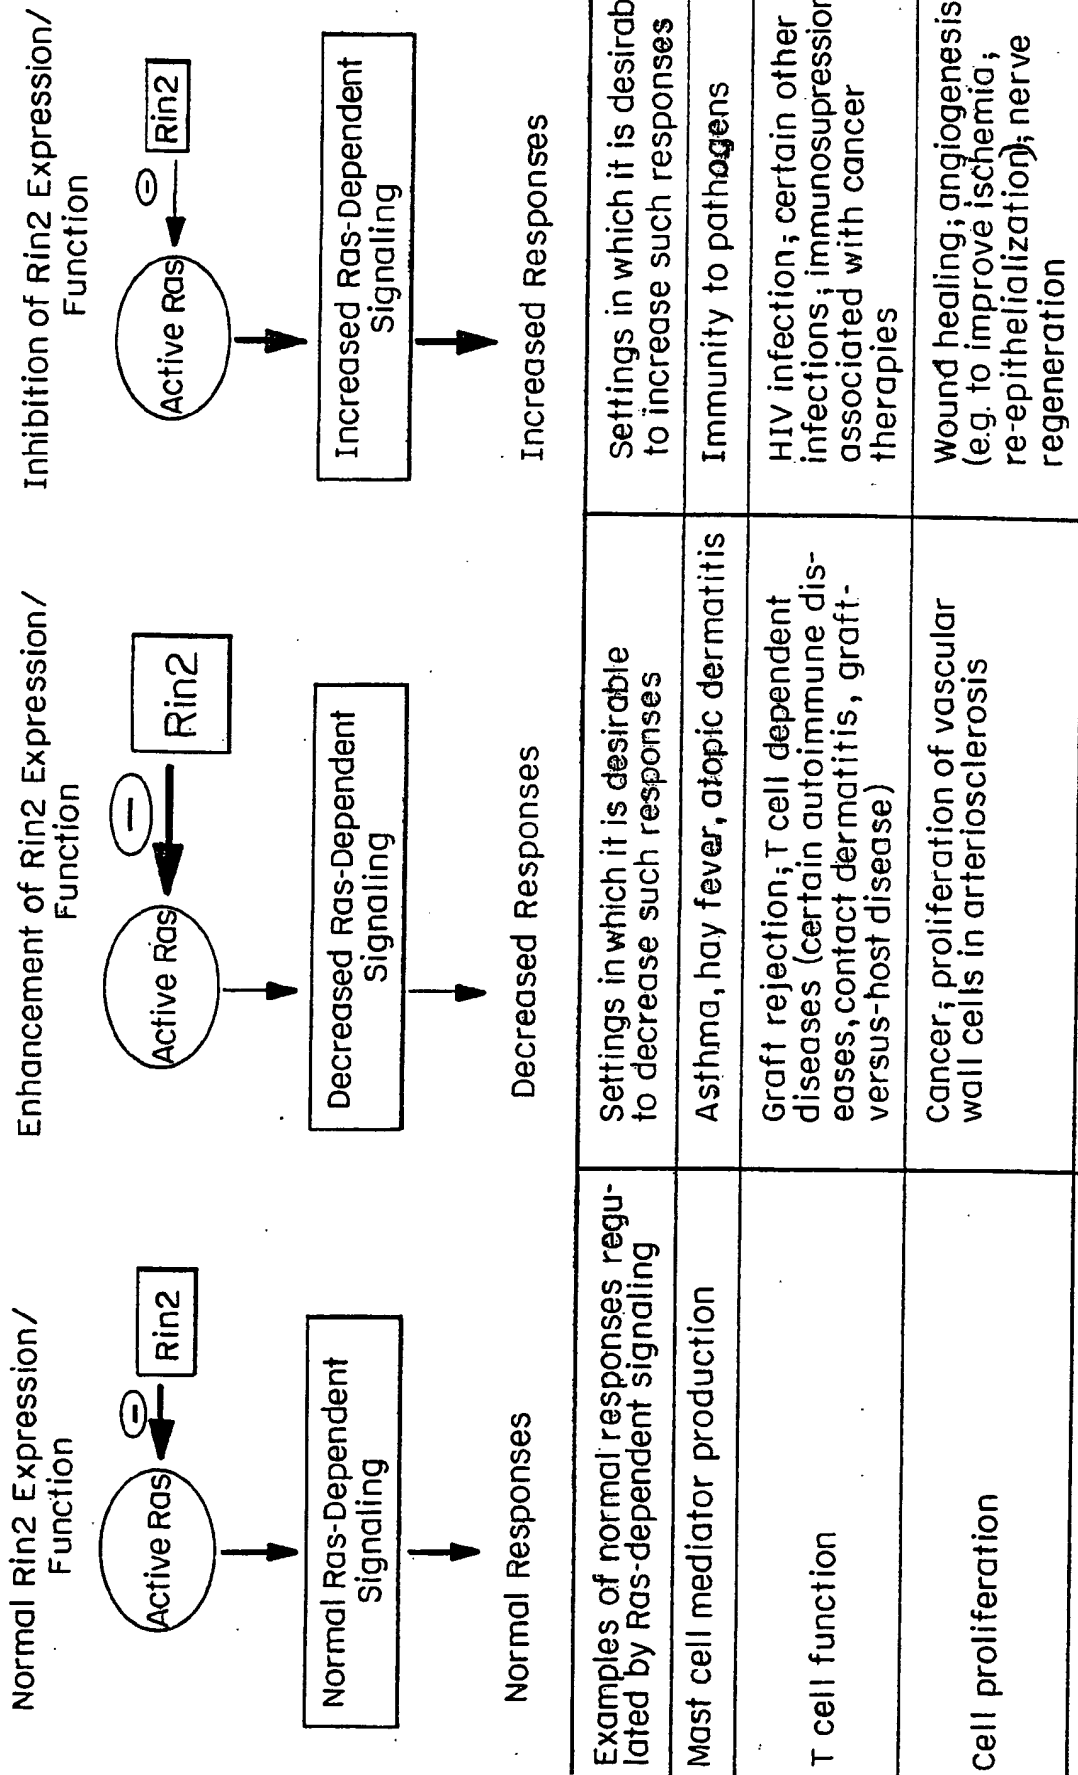 Normal Rin2 Expression/
Function
Active Ras
−
Rin2
Normal Ras-Dependent
Signaling
Normal Responses
Enhancement of Rin2 Expression/
Function
Active Ras
−
Rin2
Decreased Ras-Dependent
Signaling
Decreased Responses
Inhibition of Rin2 Expression/
Function
Active Ras
−
Rin2
Increased Ras-Dependent
Signaling
Increased Responses
Examples of normal responses regu-
lated by Ras-dependent signaling
Settings in which it is desirable
to decrease such responses
Settings in which it is desirab
to increase such responses
Mast cell mediator production
Asthma, hay fever, atopic dermatitis
Immunity to pathogens
T cell function
Graft rejection; T cell dependent
diseases (certain autoimmune dis-
eases, contact dermatitis, graft-
versus-host disease)
HIV infection; certain other
infections; immunosupression
associated with cancer
therapies
Cell proliferation
Cancer; proliferation of vascular
wall cells in arteriosclerosis
Wound healing; angiogenesis
(e.g. to improve ischemia;
re-epithelialization); nerve
regeneration